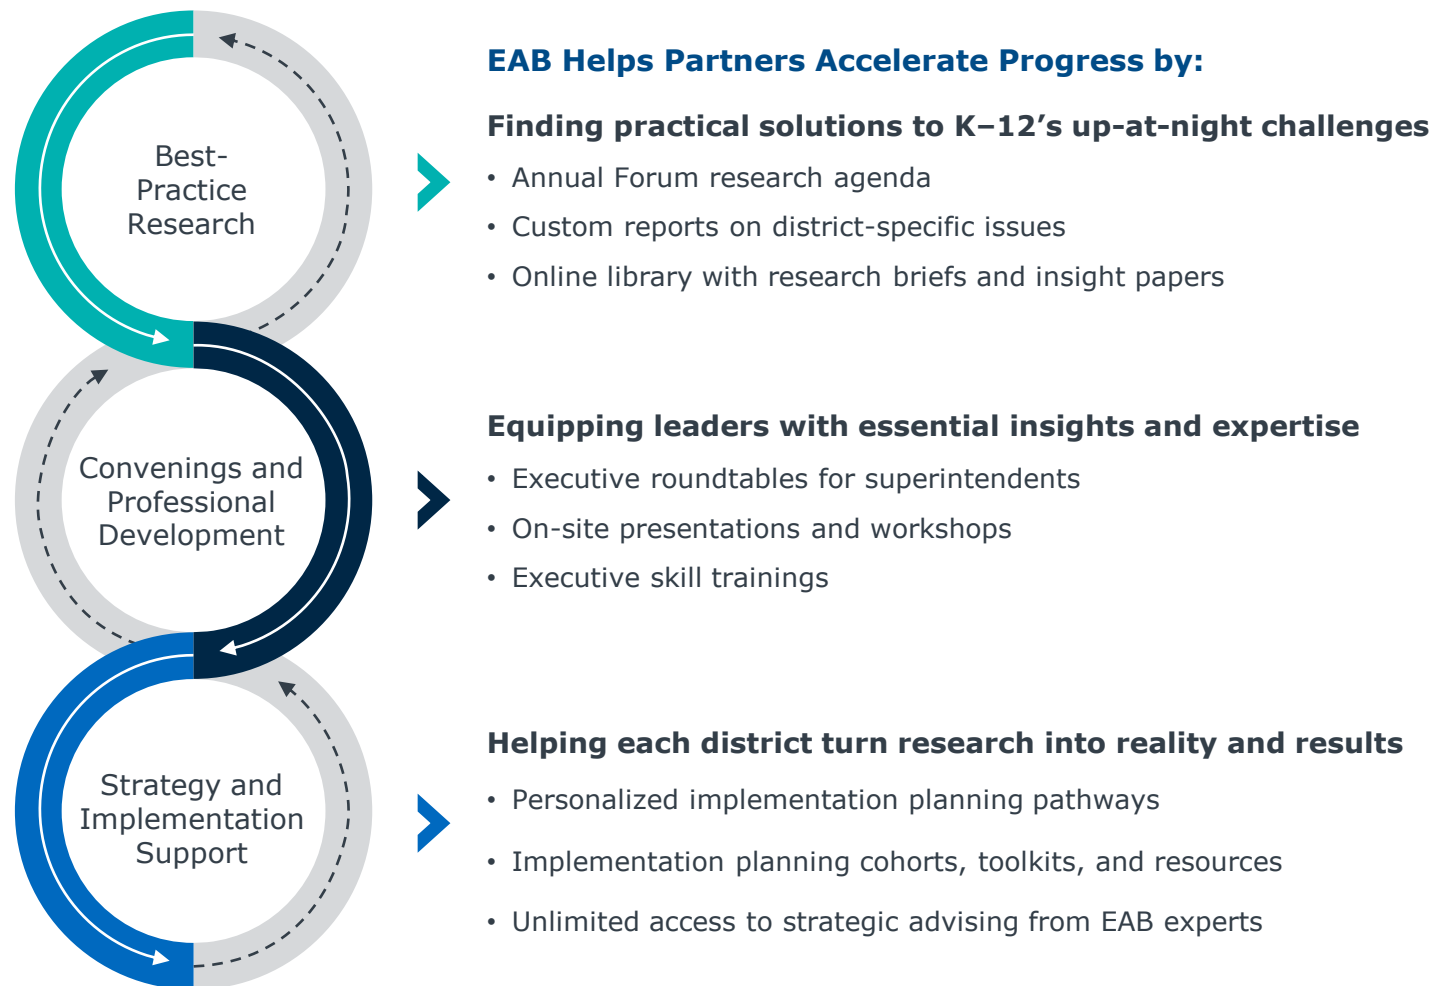 EAB Helps Partners Accelerate Progress by:
Best-
Practice
Research
Finding practical solutions to K–12's up-at-night challenges
• Annual Forum research agenda
• Custom reports on district-specific issues
• Online library with research briefs and insight papers
Convenings and
Professional
Development
Equipping leaders with essential insights and expertise
• Executive roundtables for superintendents
• On-site presentations and workshops
• Executive skill trainings
Strategy and
Implementation
Support
Helping each district turn research into reality and results
• Personalized implementation planning pathways
• Implementation planning cohorts, toolkits, and resources
• Unlimited access to strategic advising from EAB experts